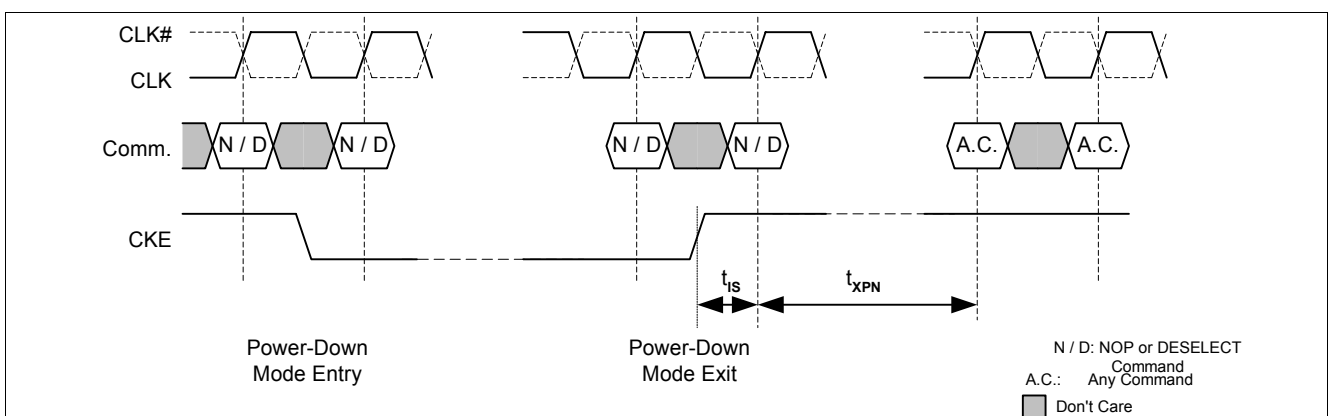 CLK#
CLK
Comm.
N / D
N / D
N / D
N / D
A.C.
A.C.
CKE
tIS
tXPN
Power-Down
Mode Entry
Power-Down
Mode Exit
N / D: NOP or DESELECT
Command
A.C.: Any Command
Don't Care